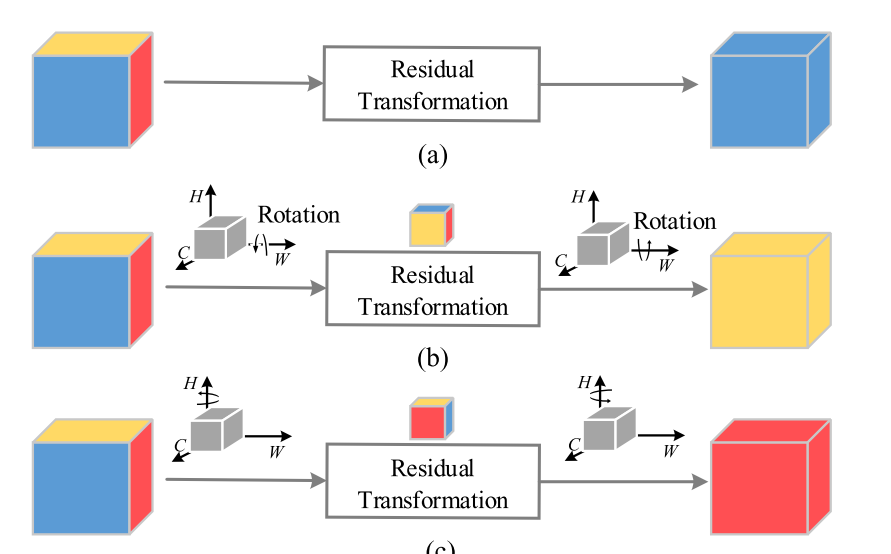 Residual
Transformation
(a)
H
Rotation
C
W
H
Rotation
C
W
Residual
Transformation
(b)
H
C
W
H
C
W
Residual
Transformation
(c)